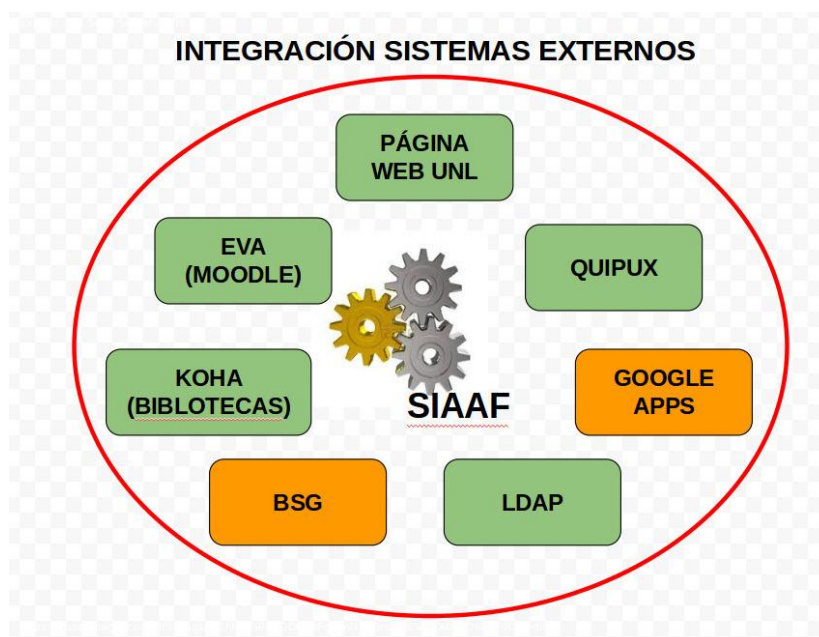 INTEGRACIÓN SISTEMAS EXTERNOS
PÁGINA
WEB UNL
EVA
(MOODLE)
QUIPUX
KOHA
(BIBLOTECAS)
GOOGLE
APPS
SIAAF
BSG
LDAP